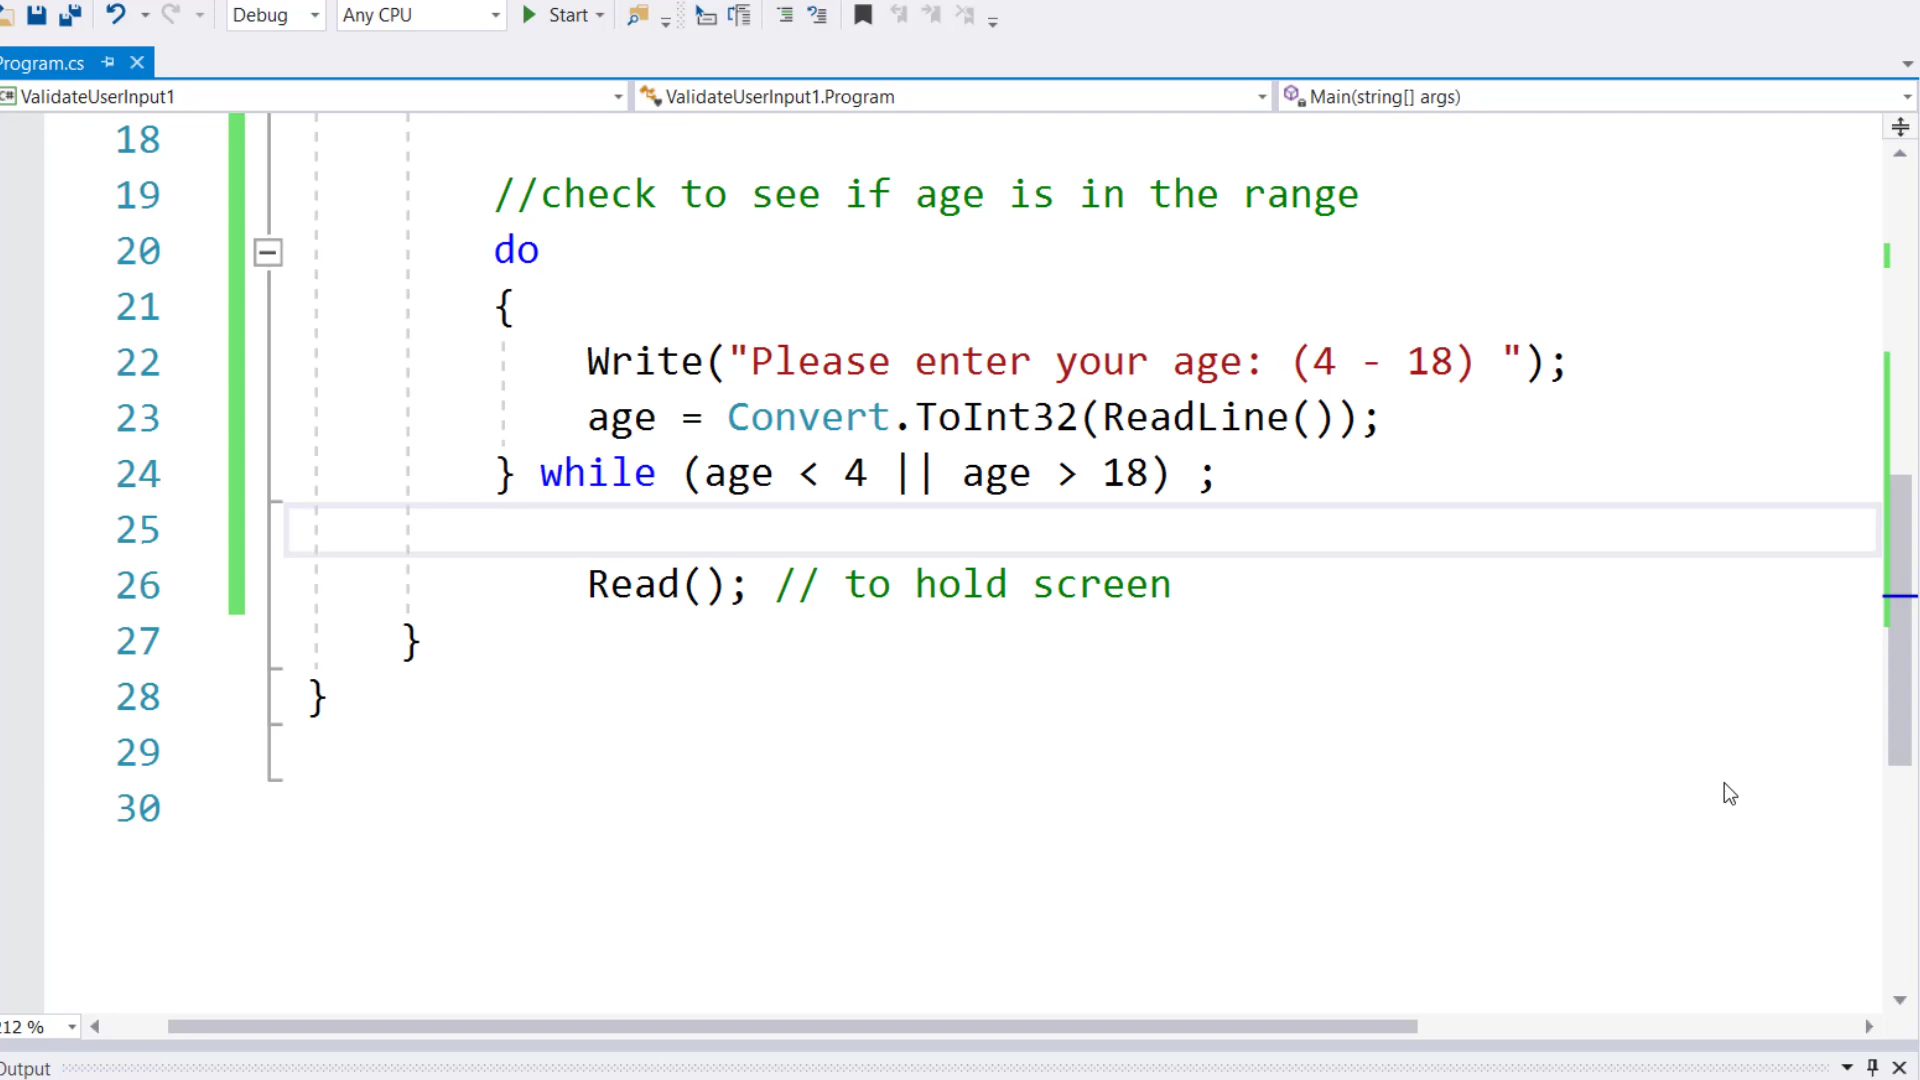 Debug Any CPU Start
Program.cs
C# ValidateUserInput1 ValidateUserInput1.Program Main(string[] args)
18
19 //check to see if age is in the range
20 do
21 {
22 Write("Please enter your age: (4 - 18) ");
23 age = Convert.ToInt32(ReadLine());
24 } while (age < 4 || age > 18) ;
25
26 Read(); // to hold screen
27 }
28 }
29
30
212 %
Output